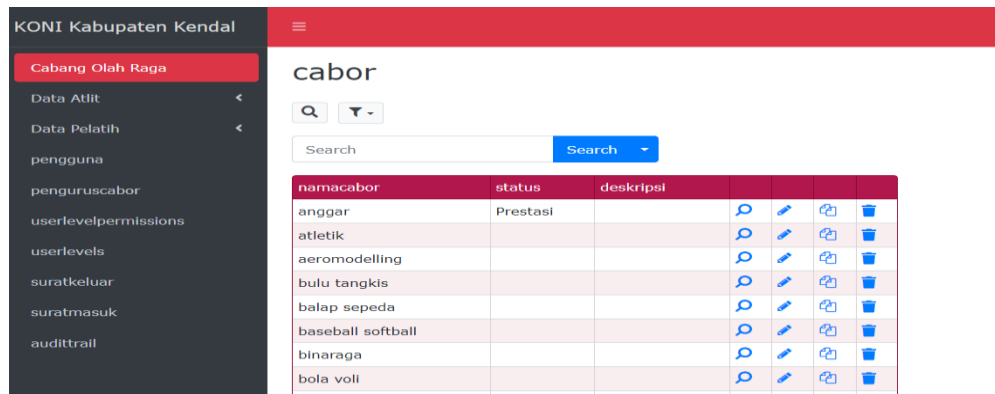 KONI Kabupaten Kendal
Cabang Olah Raga
Data Atlit
Data Pelatih
pengguna
penguruscabor
userlevelpermissions
userlevels
suratkeluar
suratmasuk
audittrail
cabor
Search Search
namacabor status deskripsi
anggar Prestasi
atletik
aeromodelling
bulu tangkis
balap sepeda
baseball softball
binaraga
bola voli